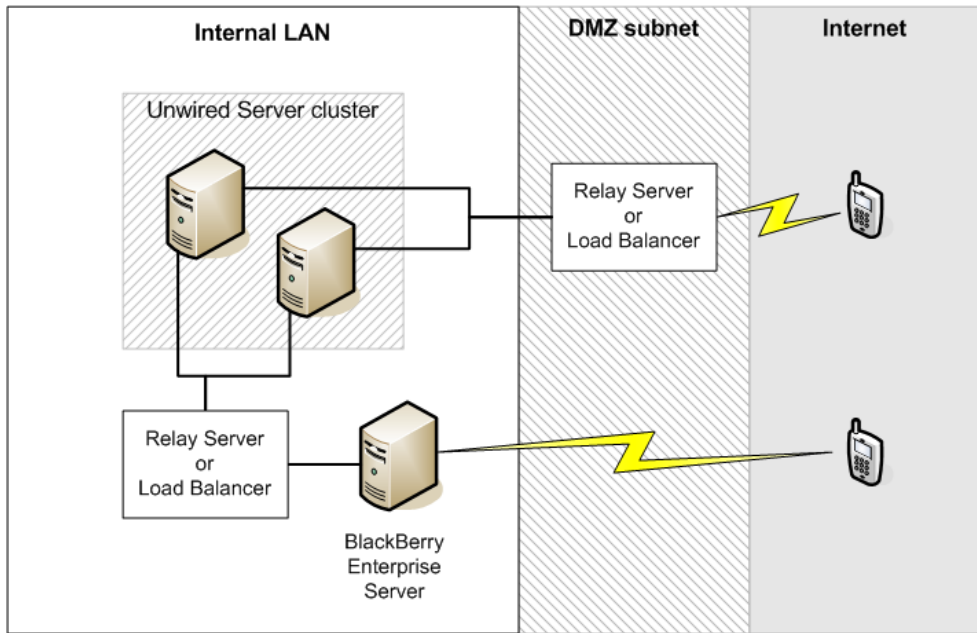 Internal LAN
DMZ subnet
Internet
Unwired Server cluster
Relay Server
or
Load Balancer
Relay Server
or
Load Balancer
BlackBerry
Enterprise
Server